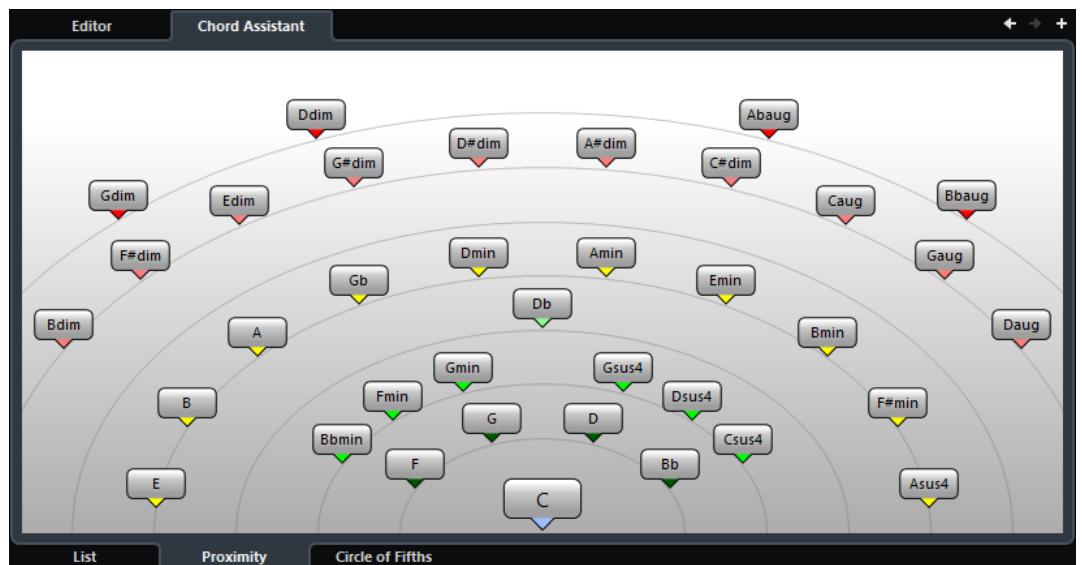 Editor
Chord Assistant
Ddim
Abaug
D#dim
A#dim
G#dim
C#dim
Gdim
Edim
Caug
Bbaug
F#dim
Dmin
Amin
Gaug
Gb
Emin
Db
Bdim
A
Bmin
Daug
Gmin
Gsus4
Fmin
Dsus4
B
F#min
G
D
Bbmin
Csus4
F
Bb
E
C
Asus4
List
Proximity
Circle of Fifths